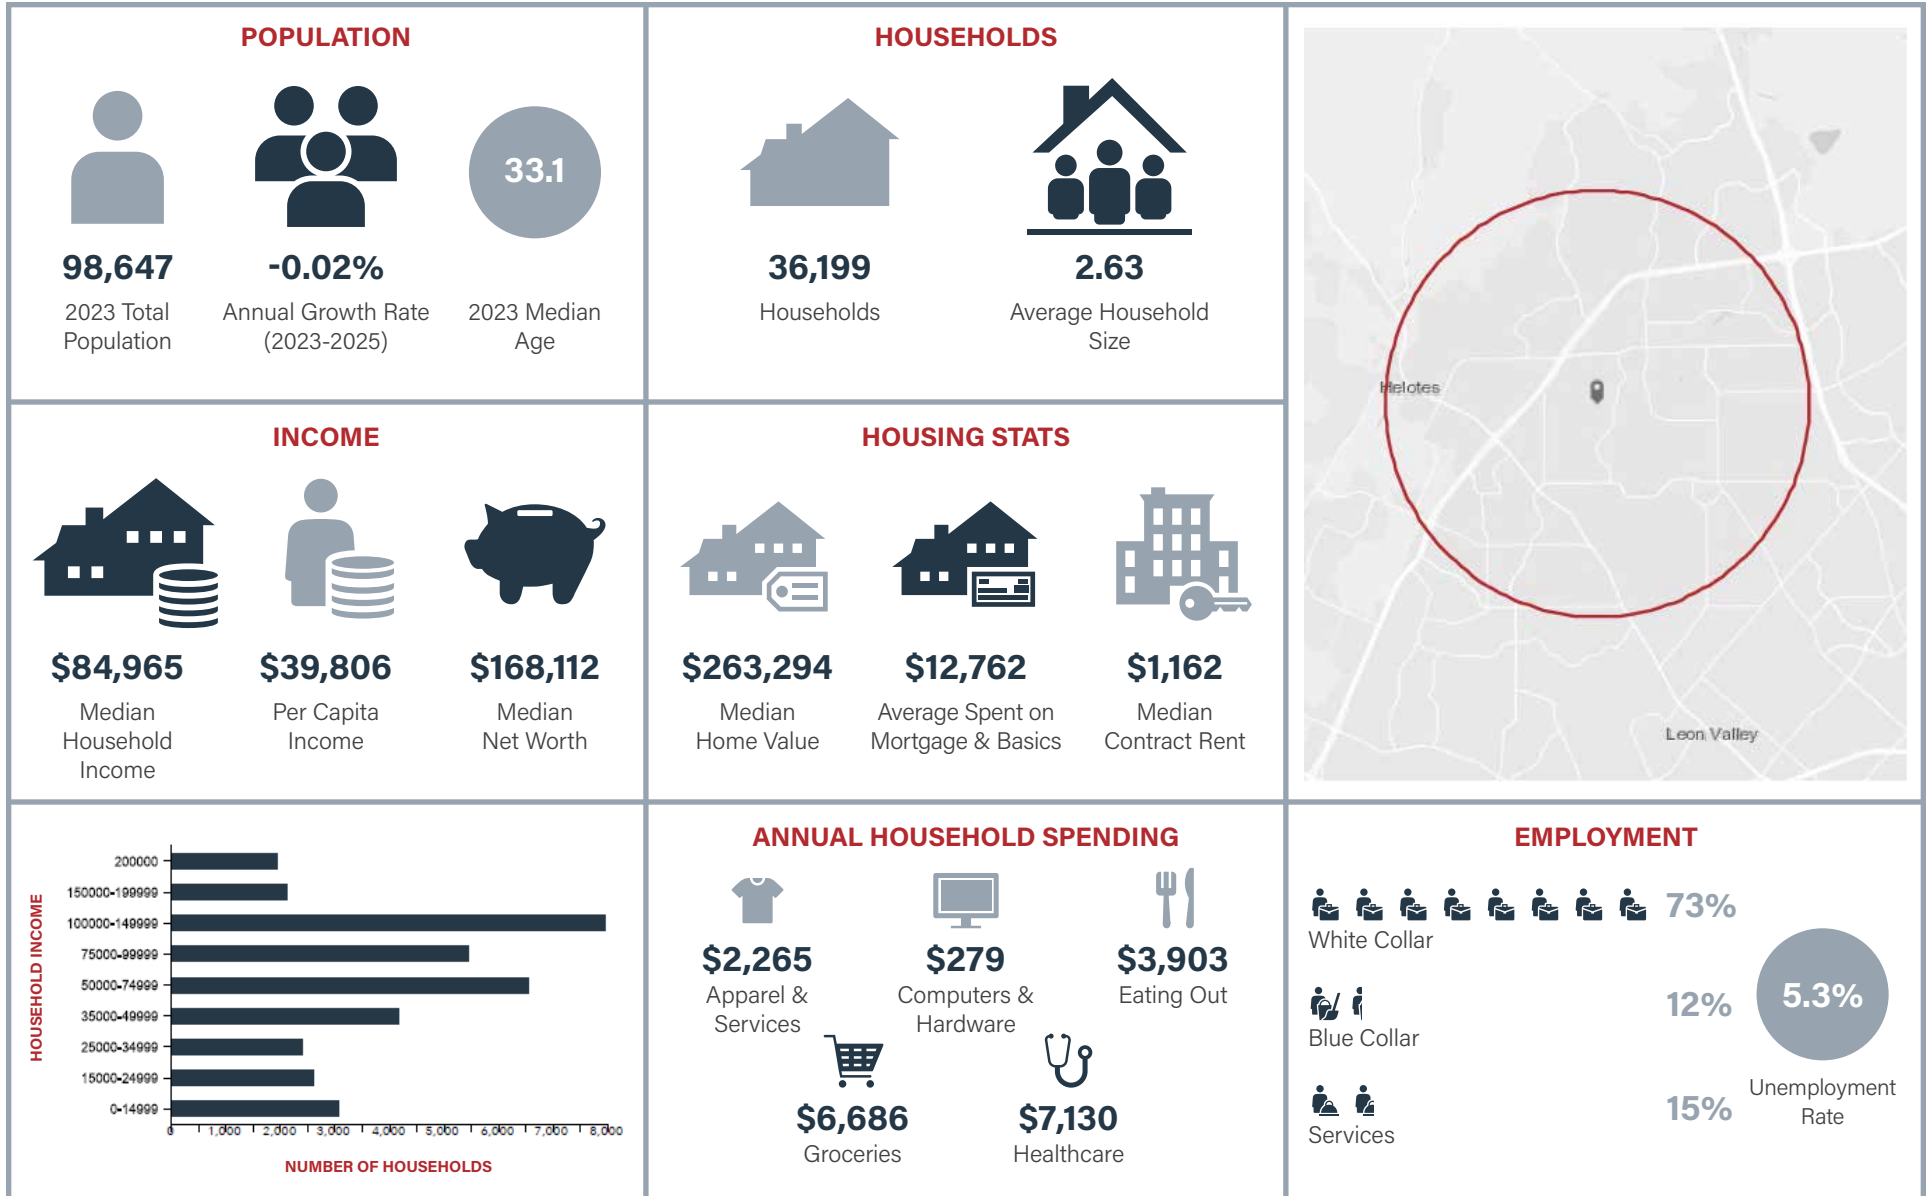 POPULATION
33.1
98,647
2023 Total
Population
-0.02%
Annual Growth Rate
(2023-2025)
2023 Median
Age
HOUSEHOLDS
36,199
Households
2.63
Average Household
Size
Helotes
Leon Valley
INCOME
$84,965
Median
Household
Income
$39,806
Per Capita
Income
$168,112
Median
Net Worth
HOUSING STATS
$263,294
Median
Home Value
$12,762
Average Spent on
Mortgage & Basics
$1,162
Median
Contract Rent
HOUSEHOLD INCOME
200000
150000-199999
100000-149999
75000-99999
50000-74999
35000-49999
25000-34999
15000-24999
0-14999
0 1,000 2,000 3,000 4,000 5,000 6,000 7,000 8,000
NUMBER OF HOUSEHOLDS
ANNUAL HOUSEHOLD SPENDING
$2,265
Apparel &
Services
$279
Computers &
Hardware
$3,903
Eating Out
$6,686
Groceries
$7,130
Healthcare
EMPLOYMENT
73%
White Collar
12%
Blue Collar
15%
Services
5.3%
Unemployment
Rate